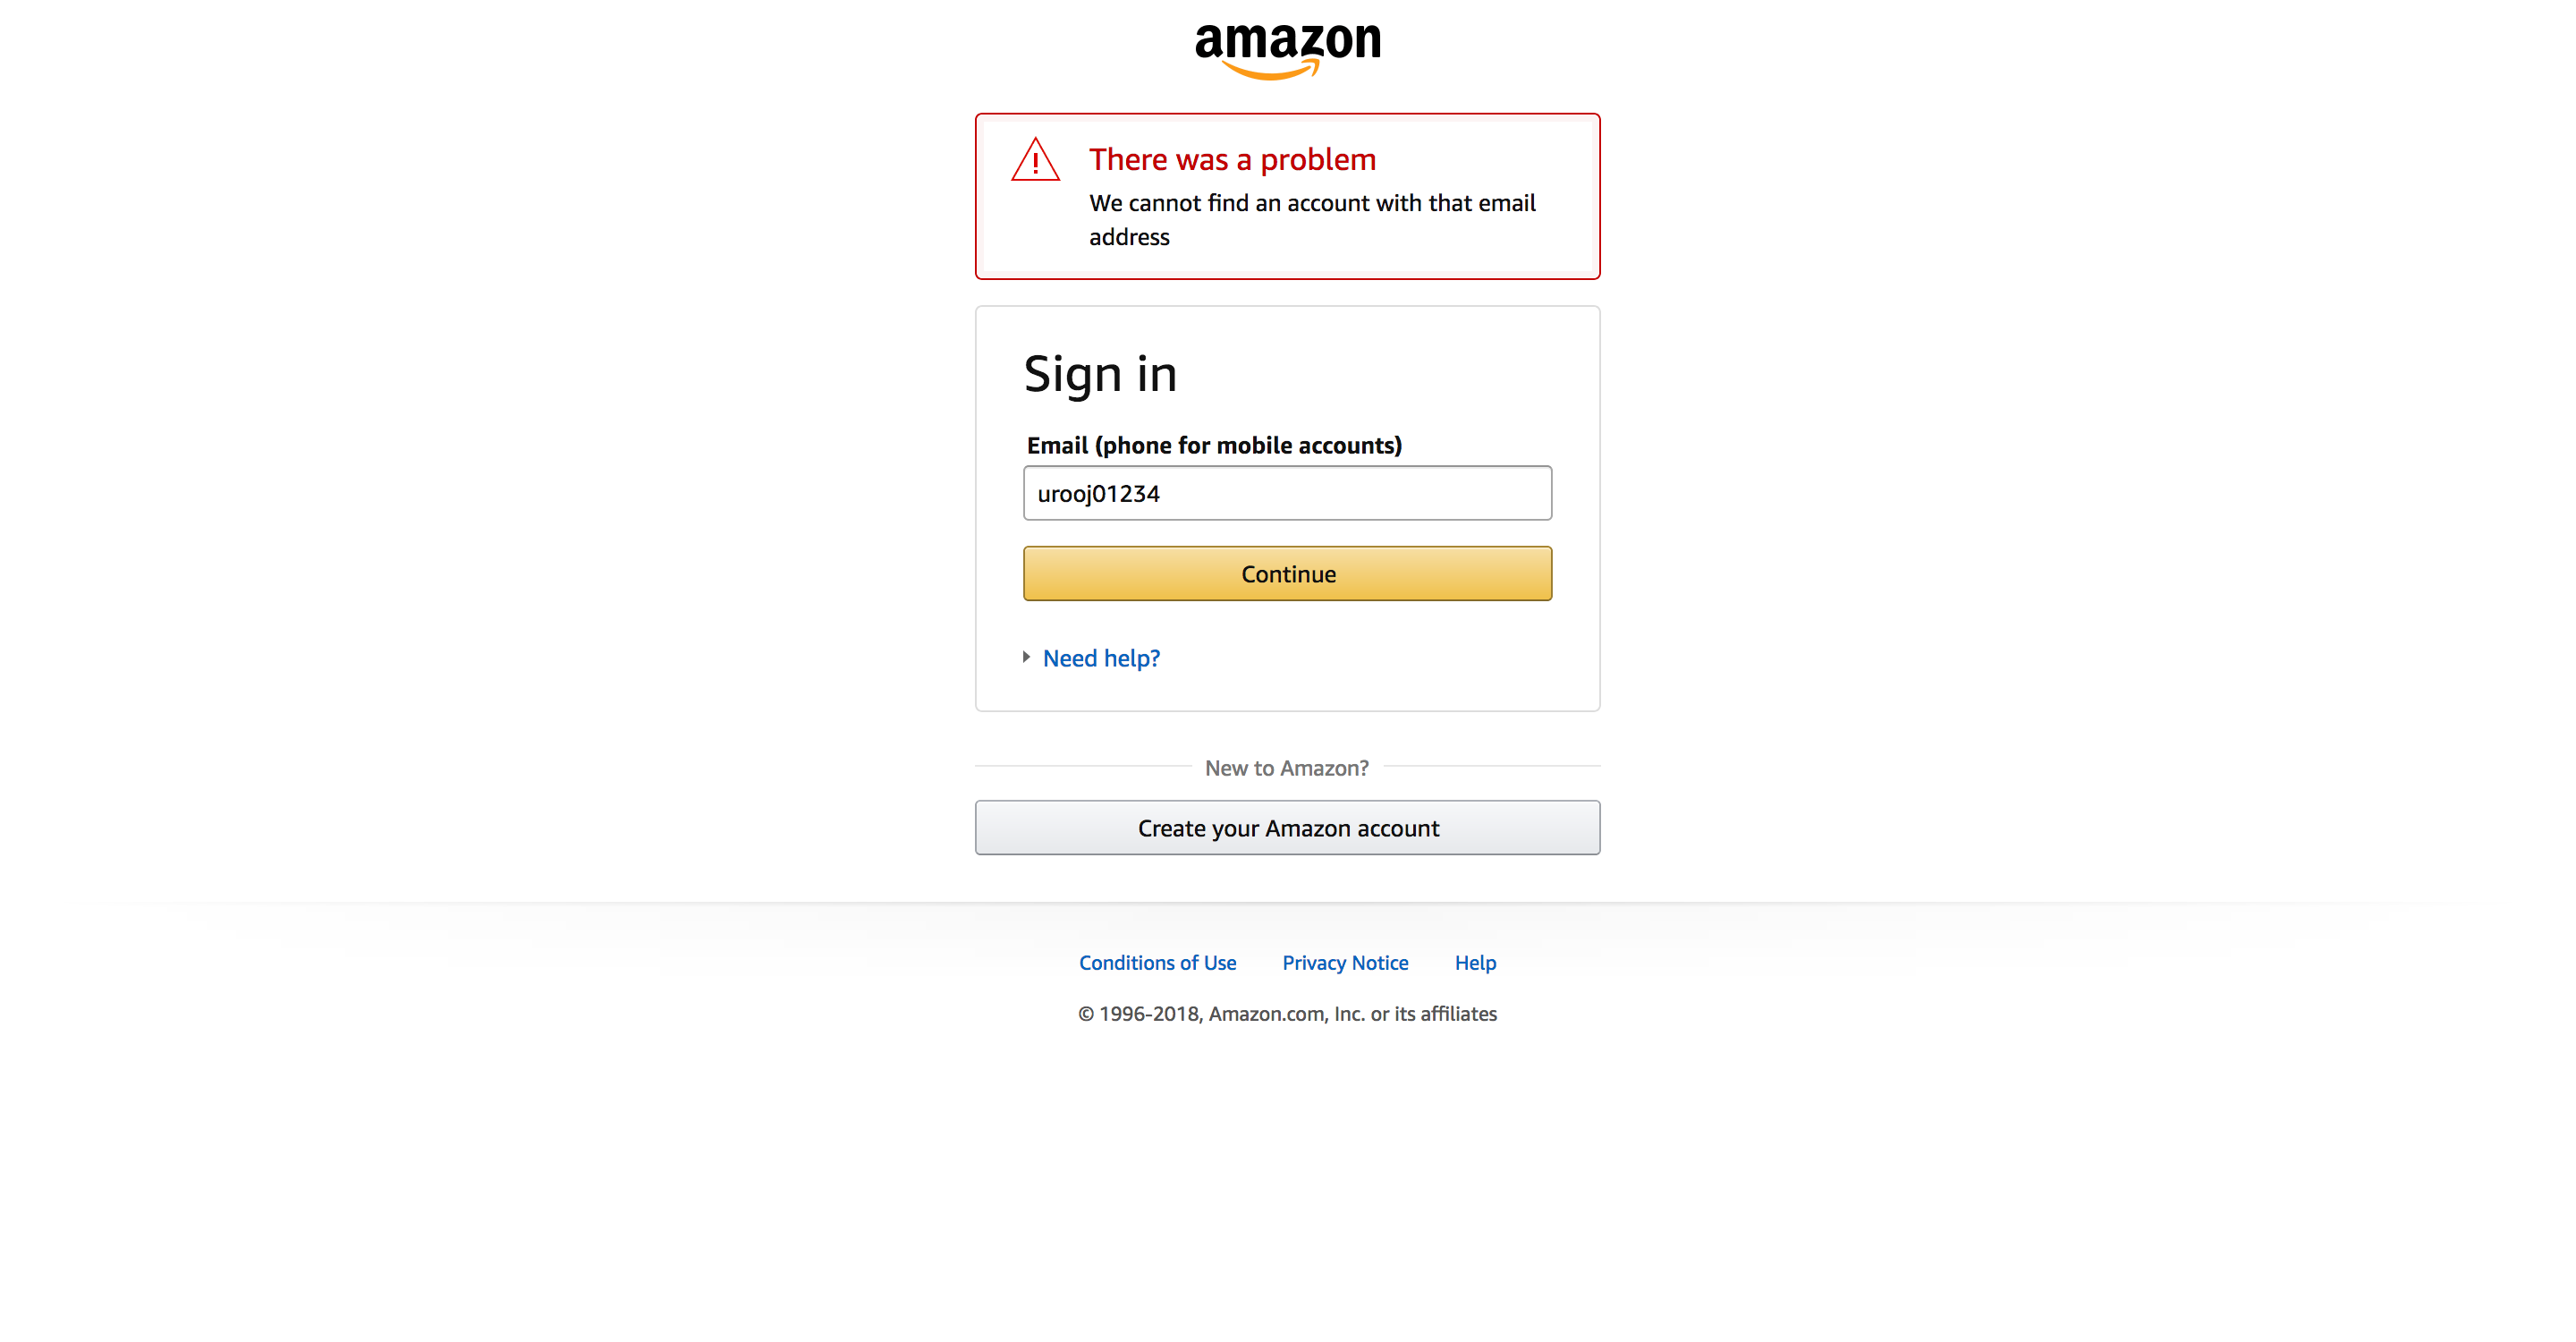 amazon
There was a problem
We cannot find an account with that email
address
Sign in
Email (phone for mobile accounts)
urooj01234
Continue
Need help?
New to Amazon?
Create your Amazon account
Conditions of Use Privacy Notice Help
© 1996-2018, Amazon.com, Inc. or its affiliates